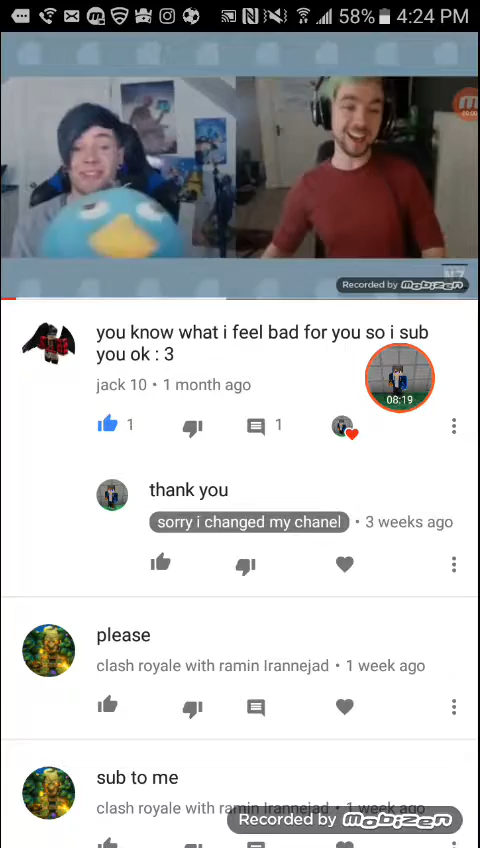 58% 4:24 PM
00:00
Recorded by mobizen
you know what i feel bad for you so i sub
you ok : 3
jack 10 • 1 month ago
08:19
1
1
thank you
sorry i changed my chanel • 3 weeks ago
please
clash royale with ramin Irannejad • 1 week ago
sub to me
clash royale with ramin Irannejad • 1 week ago
Recorded by mobizen